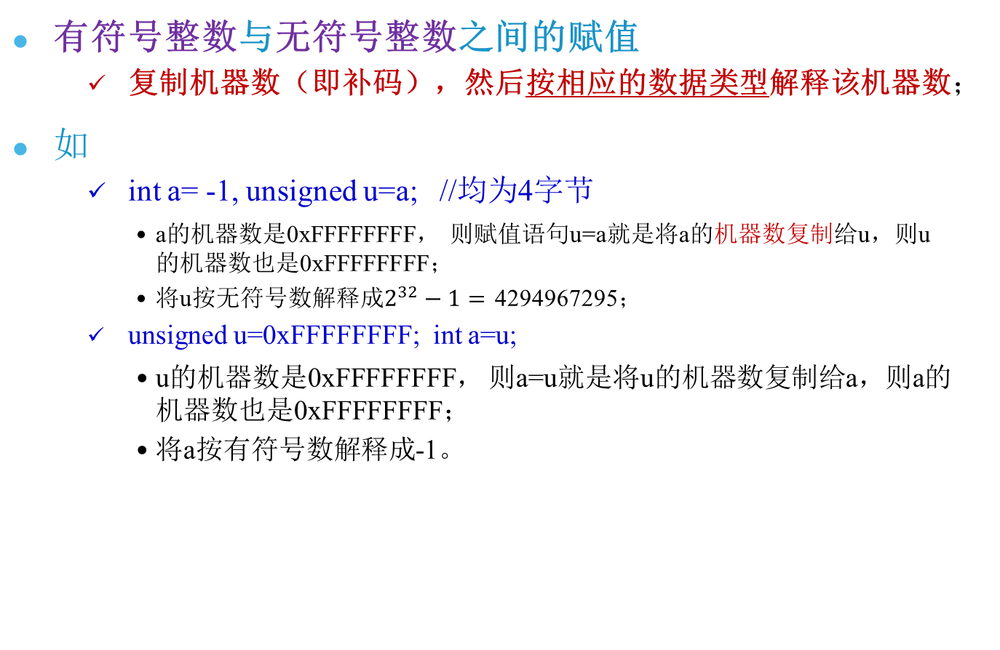 有符号整数与无符号整数之间的赋值
复制机器数（即补码），然后按相应的数据类型解释该机器数；
如
int a= -1, unsigned u=a; //均为4字节
a的机器数是0xFFFFFFFF， 则赋值语句u=a就是将a的机器数复制给u，则u
的机器数也是0xFFFFFFFF；
将u按无符号数解释成2³² − 1 = 4294967295；
unsigned u=0xFFFFFFFF; int a=u;
u的机器数是0xFFFFFFFF， 则a=u就是将u的机器数复制给a，则a的
机器数也是0xFFFFFFFF；
将a按有符号数解释成-1。